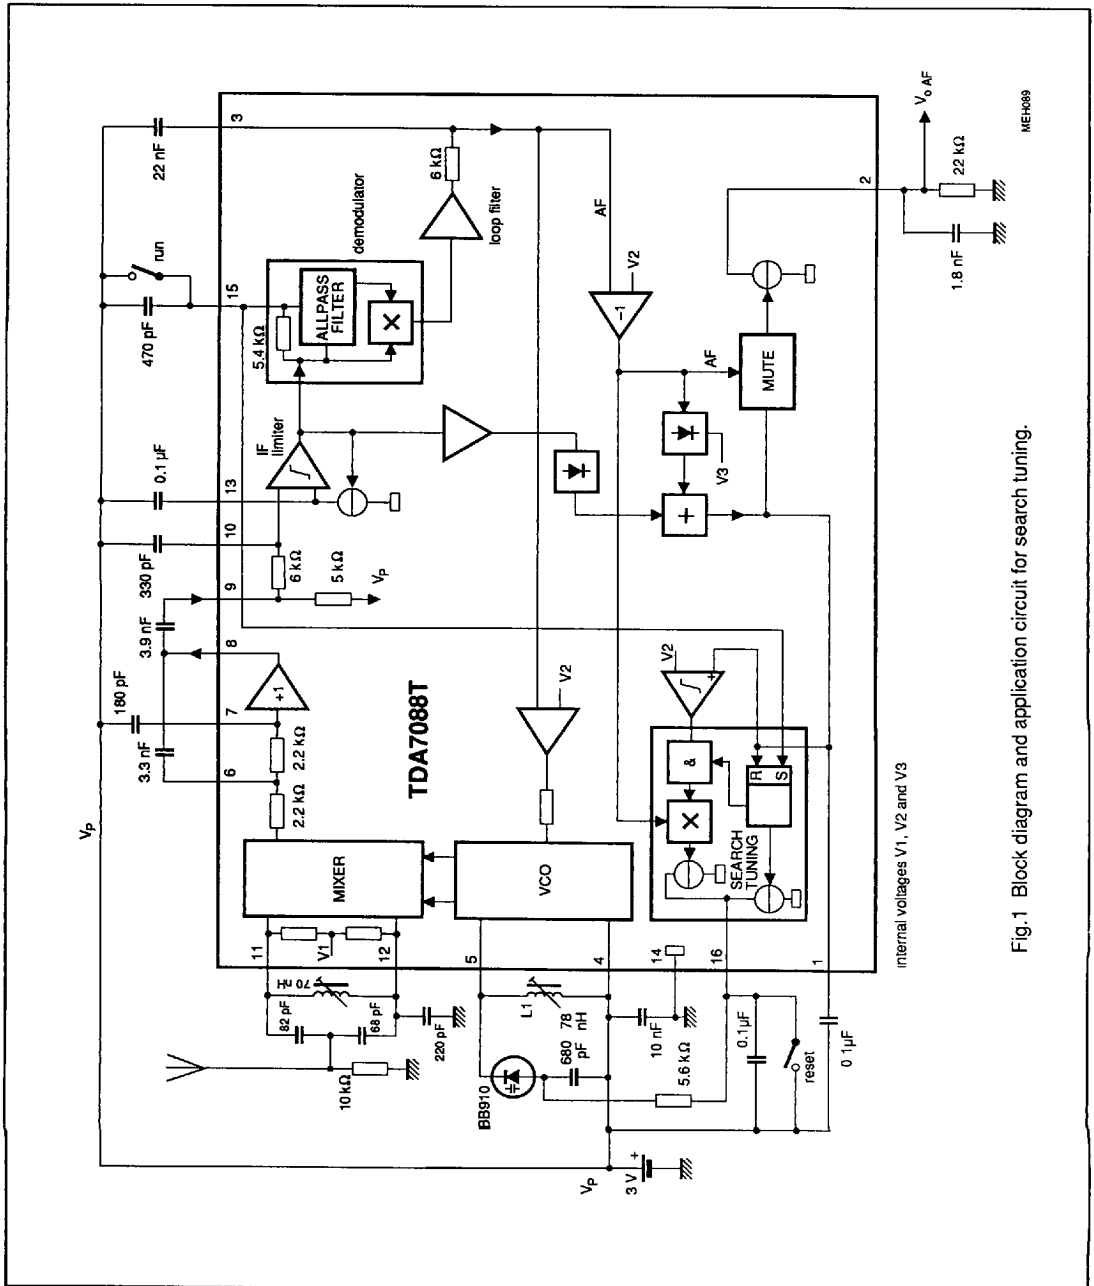 V_P
180 pF
3.3 nF
3.9 nF
330 pF
0.1 µF
470 pF
run
22 nF
6
7
8
9
10
13
15
3
+1
2.2 kΩ
2.2 kΩ
6 kΩ
5 kΩ
V_P
IF
limiter
5.4 kΩ
ALLPASS
FILTER
×
demodulator
6 kΩ
loop filter
TDA7088T
MIXER
11
V1
12
70 nH
82 pF
68 pF
220 pF
10 kΩ
VCO
V2
5
4
L1
78
nH
BB910
680
pF
14
10 nF
5.6 kΩ
16
0.1µF
reset
1
0 1µF
V_P
3 V
+
AF
V2
–1
AF
V3
+
MUTE
2
V_o AF
22 kΩ
1.8 nF
V2
+
&
×
R
S
SEARCH
TUNING
internal voltages V1, V2 and V3
MEH089
Fig.1 Block diagram and application circuit for search tuning.